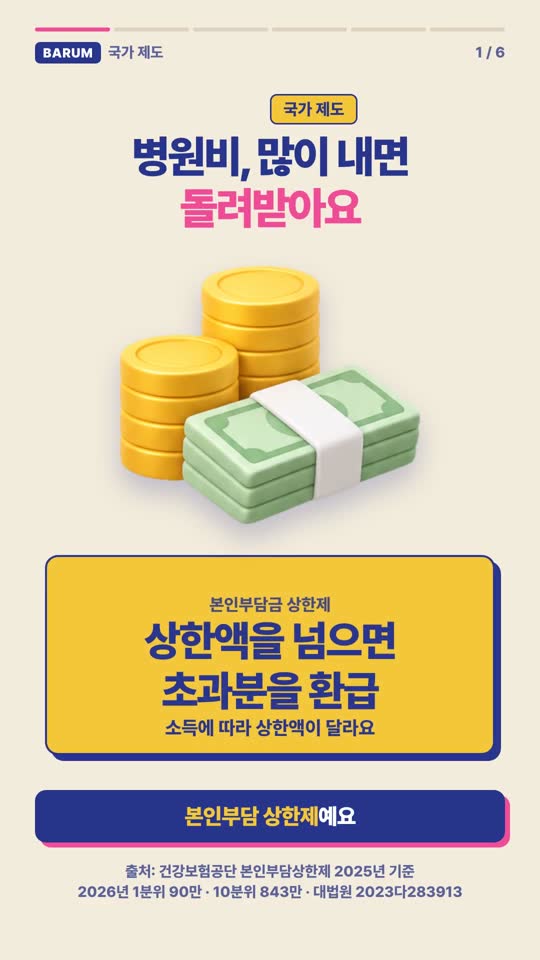 BARUM 국가 제도 1 / 6
국가 제도
병원비, 많이 내면
돌려받아요
본인부담금 상한제
상한액을 넘으면
초과분을 환급
소득에 따라 상한액이 달라요
본인부담 상한제예요
출처: 건강보험공단 본인부담상한제 2025년 기준
2026년 1분위 90만 · 10분위 843만 · 대법원 2023다283913